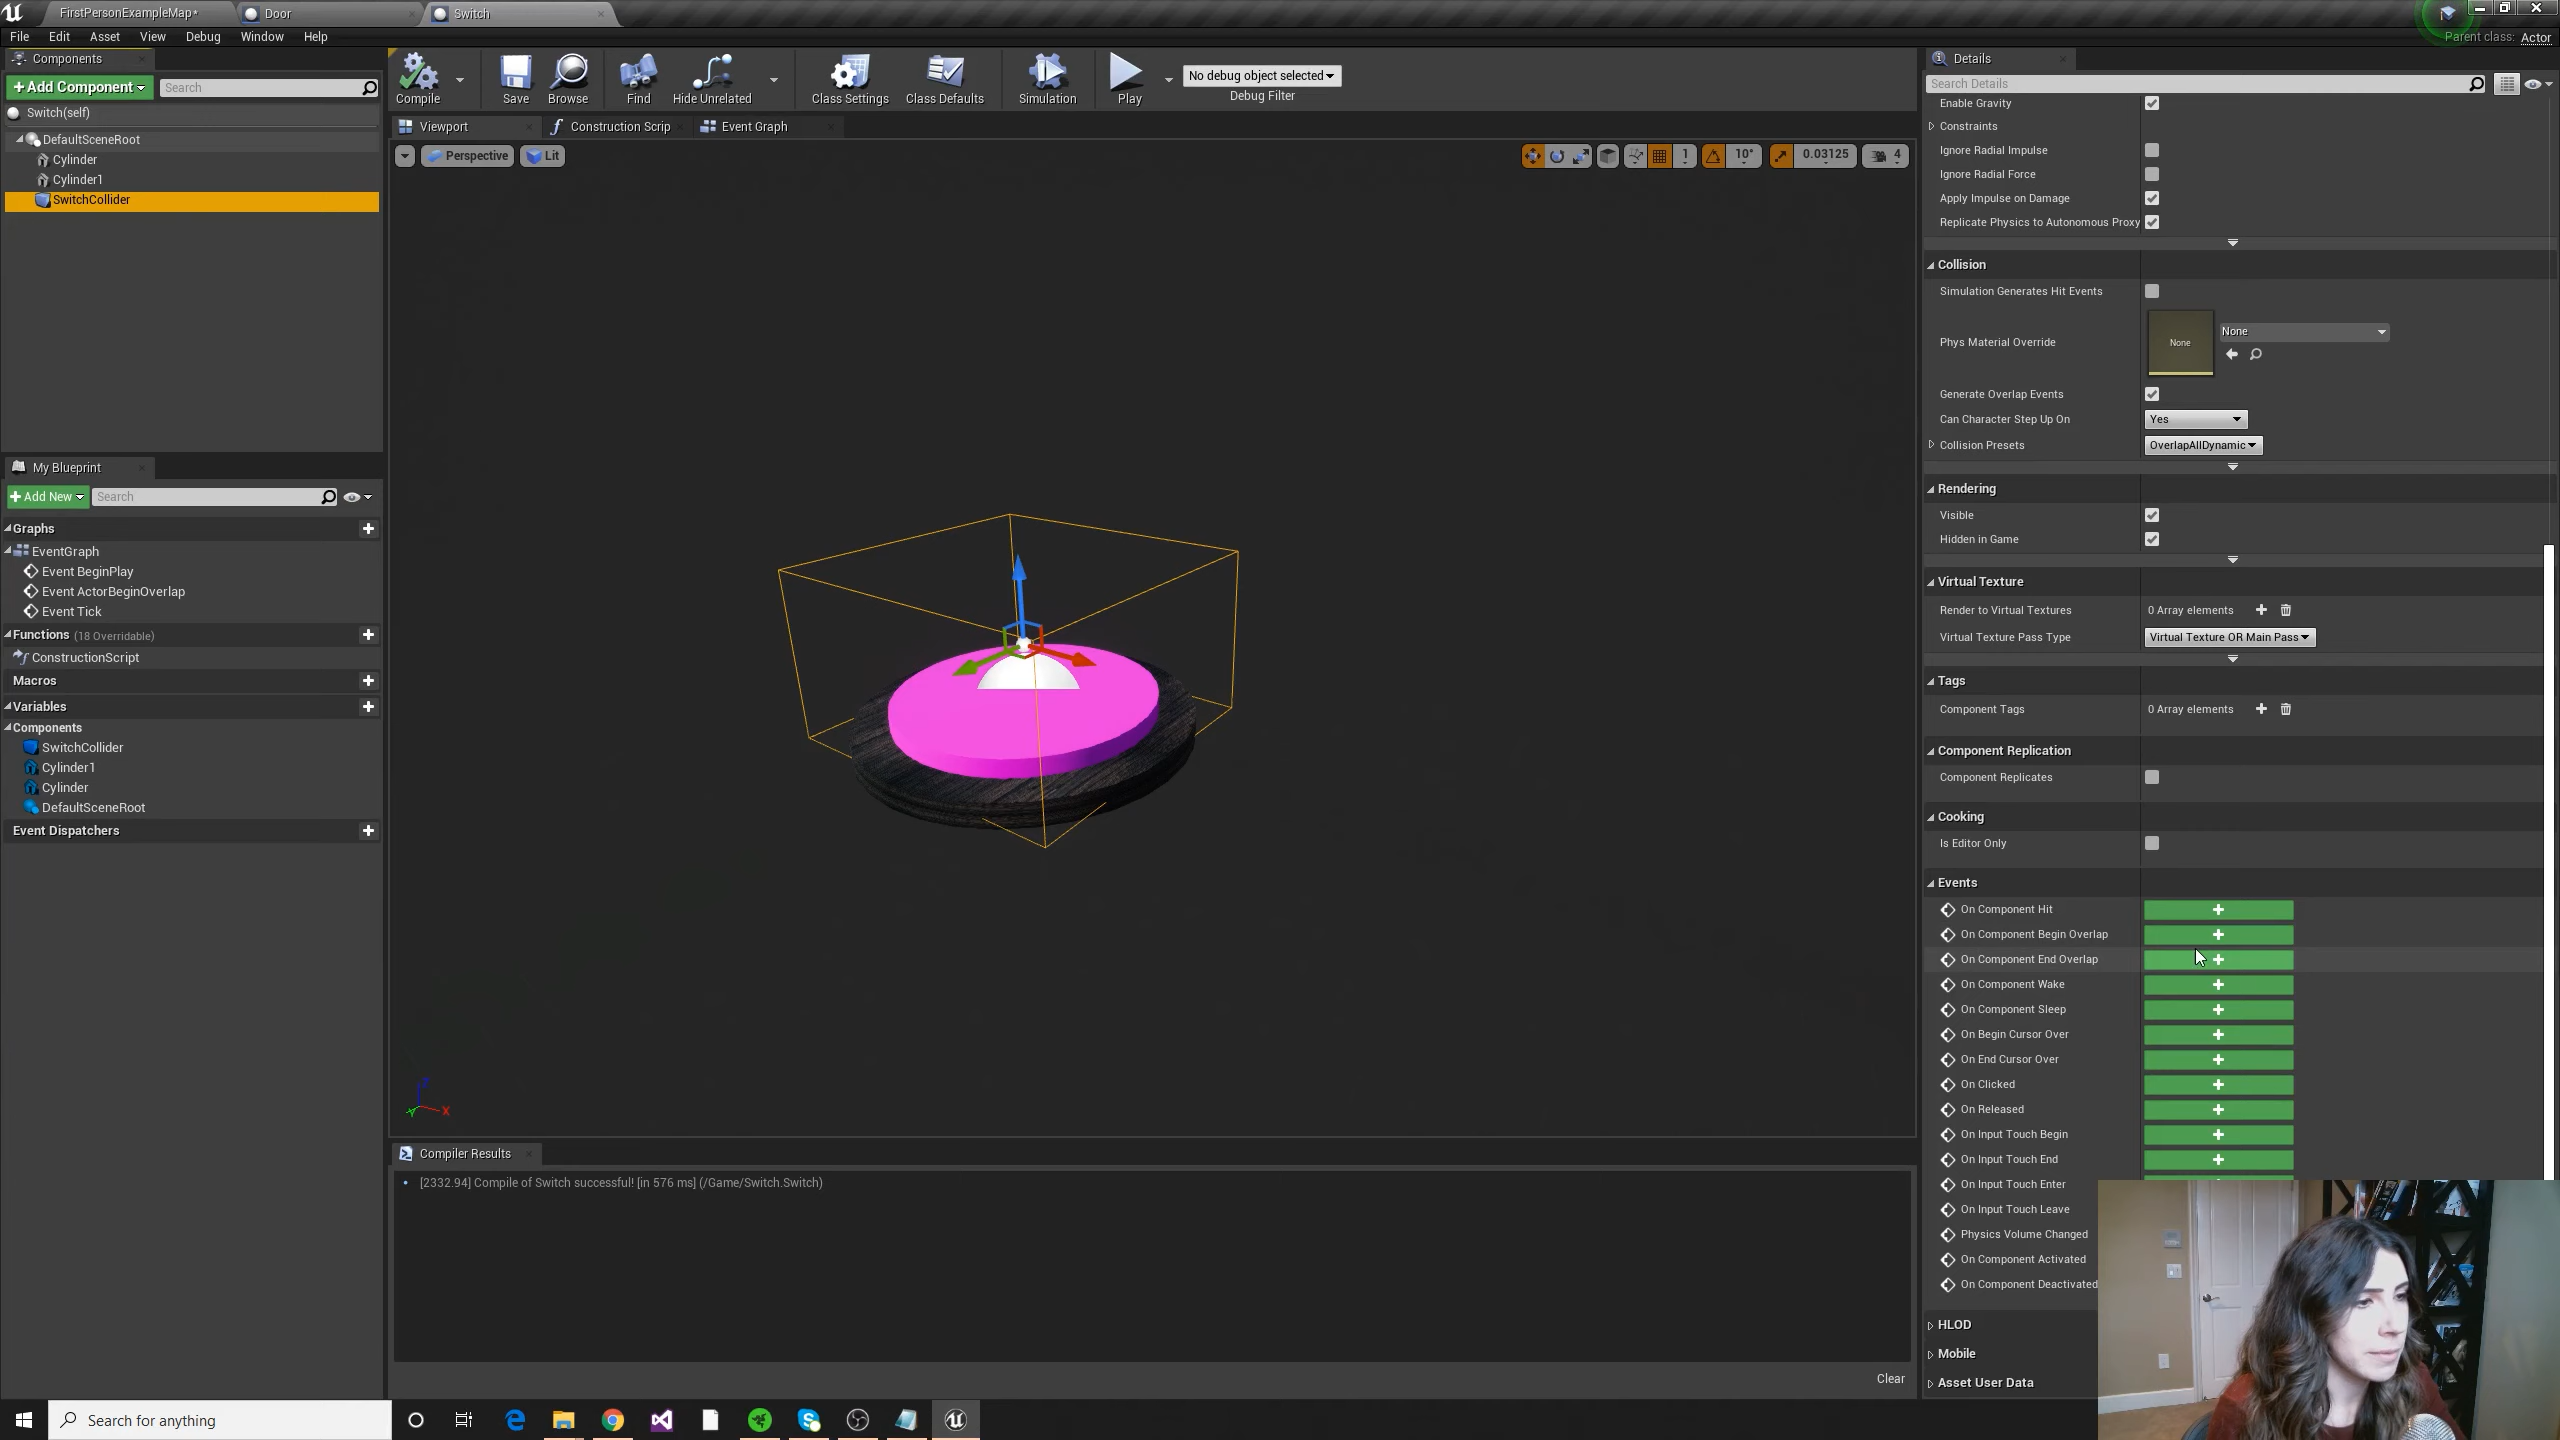 FirstPersonExampleMap*
Door
Switch
File Edit Asset View Debug Window Help
Parent class: Actor
Components
+ Add Component
Search
Switch(self)
DefaultSceneRoot
Cylinder
Cylinder1
SwitchCollider
My Blueprint
+ Add New
Search
Graphs
EventGraph
Event BeginPlay
Event ActorBeginOverlap
Event Tick
Functions (18 Overridable)
ConstructionScript
Macros
Variables
Components
SwitchCollider
Cylinder1
Cylinder
DefaultSceneRoot
Event Dispatchers
Compile
Save
Browse
Find
Hide Unrelated
Class Settings
Class Defaults
Simulation
Play
No debug object selected
Debug Filter
Viewport
Construction Scrip
Event Graph
Perspective
Lit
1
10°
0.03125
4
X
Compiler Results
[2332.94] Compile of Switch successful! [in 576 ms] (/Game/Switch.Switch)
Clear
Details
Search Details
Enable Gravity
Constraints
Ignore Radial Impulse
Ignore Radial Force
Apply Impulse on Damage
Replicate Physics to Autonomous Proxy
Collision
Simulation Generates Hit Events
Phys Material Override
None
None
Generate Overlap Events
Can Character Step Up On
Yes
Collision Presets
OverlapAllDynamic
Rendering
Visible
Hidden in Game
Virtual Texture
Render to Virtual Textures
0 Array elements
Virtual Texture Pass Type
Virtual Texture OR Main Pass
Tags
Component Tags
0 Array elements
Component Replication
Component Replicates
Cooking
Is Editor Only
Events
On Component Hit
On Component Begin Overlap
On Component End Overlap
On Component Wake
On Component Sleep
On Begin Cursor Over
On End Cursor Over
On Clicked
On Released
On Input Touch Begin
On Input Touch End
On Input Touch Enter
On Input Touch Leave
Physics Volume Changed
On Component Activated
On Component Deactivated
HLOD
Mobile
Asset User Data
Search for anything